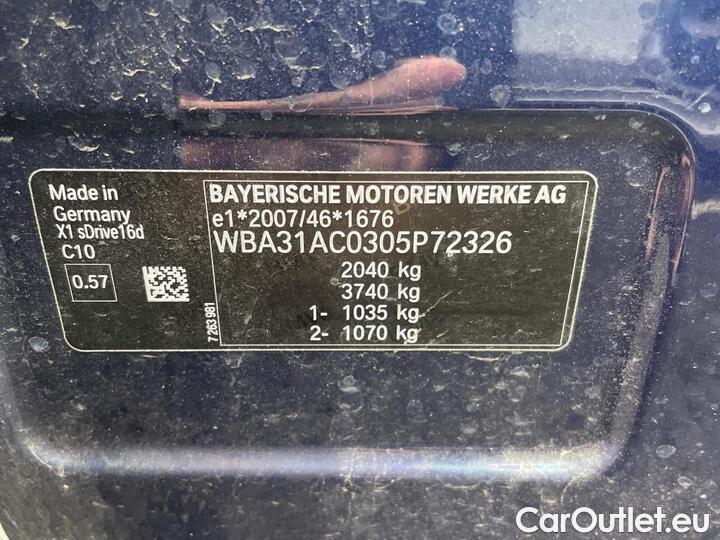 Made in
Germany
X1 sDrive16d
C10
0.57
7 263 981
BAYERISCHE MOTOREN WERKE AG
e1*2007/46*1676
WBA31AC0305P72326
2040 kg
3740 kg
1- 1035 kg
2- 1070 kg
CarOutlet.eu